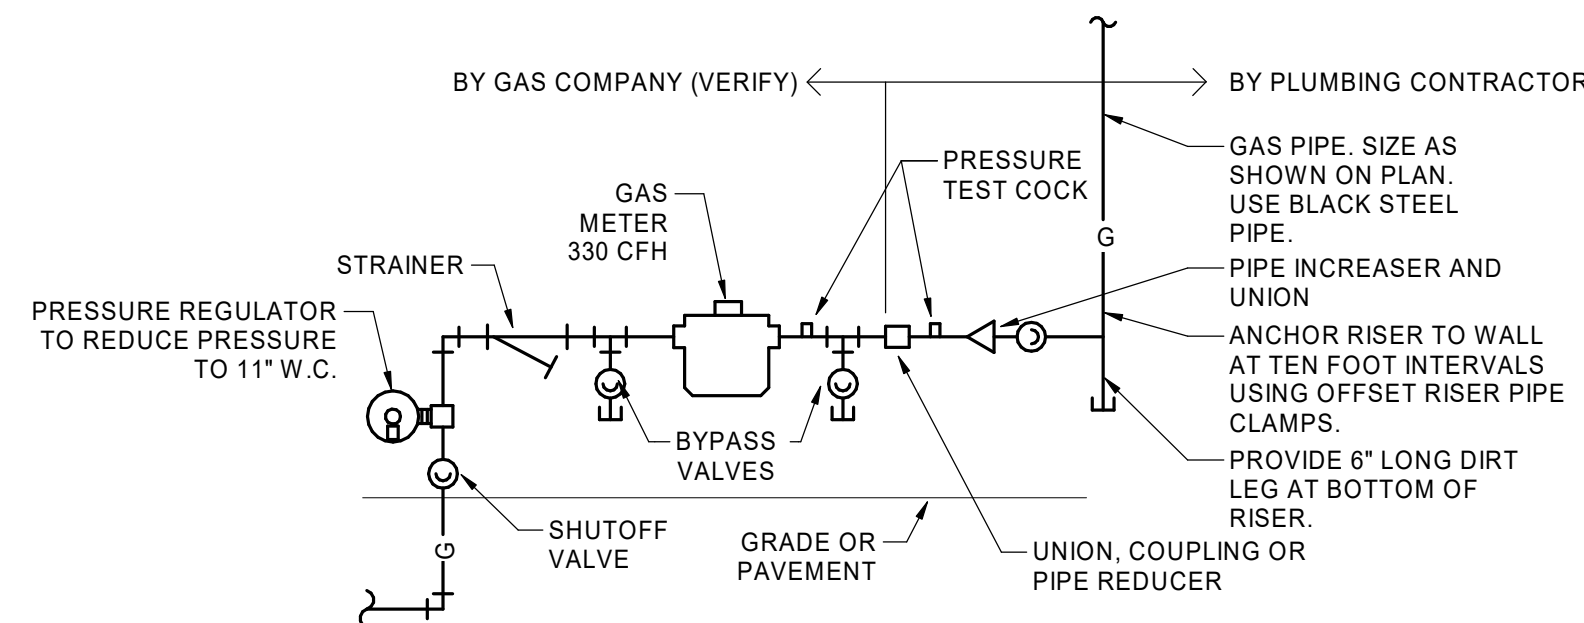 BY GAS COMPANY (VERIFY)
BY PLUMBING CONTRACTOR
PRESSURE
TEST COCK
GAS PIPE. SIZE AS
SHOWN ON PLAN.
USE BLACK STEEL
PIPE.
GAS
METER
330 CFH
G
STRAINER
PIPE INCREASER AND
UNION
PRESSURE REGULATOR
TO REDUCE PRESSURE
TO 11" W.C.
ANCHOR RISER TO WALL
AT TEN FOOT INTERVALS
USING OFFSET RISER PIPE
CLAMPS.
BYPASS
VALVES
PROVIDE 6" LONG DIRT
LEG AT BOTTOM OF
RISER.
SHUTOFF
VALVE
GRADE OR
PAVEMENT
UNION, COUPLING OR
PIPE REDUCER
G